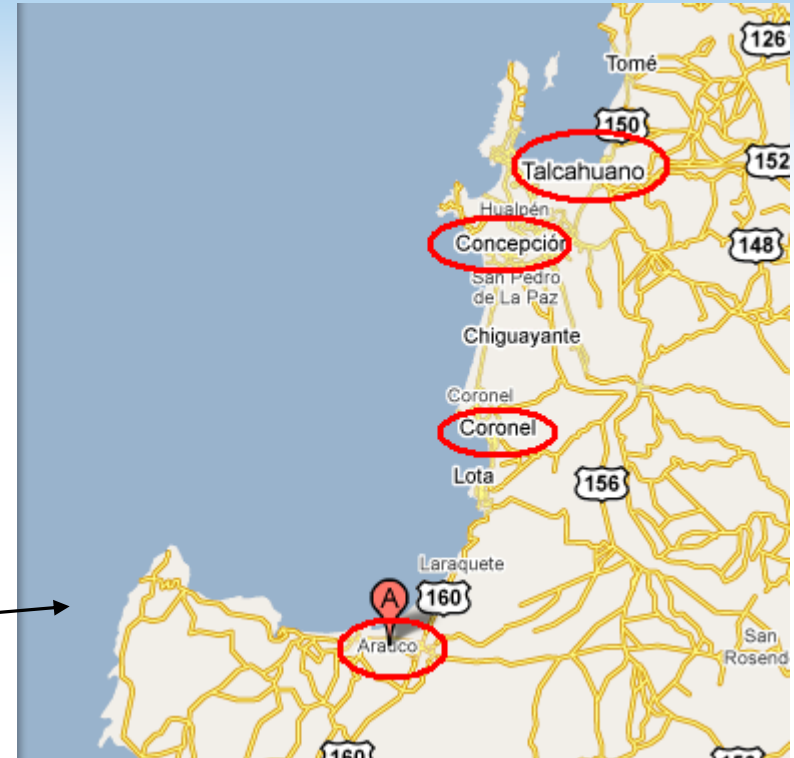 126
Tomé
150
152
Talcahuano
Hualpén
Concepción
148
San Pedro
de La Paz
Chiguayante
Coronel
Coronel
Lota
156
Laraquete
A
160
Arauco
San
Rosend
160